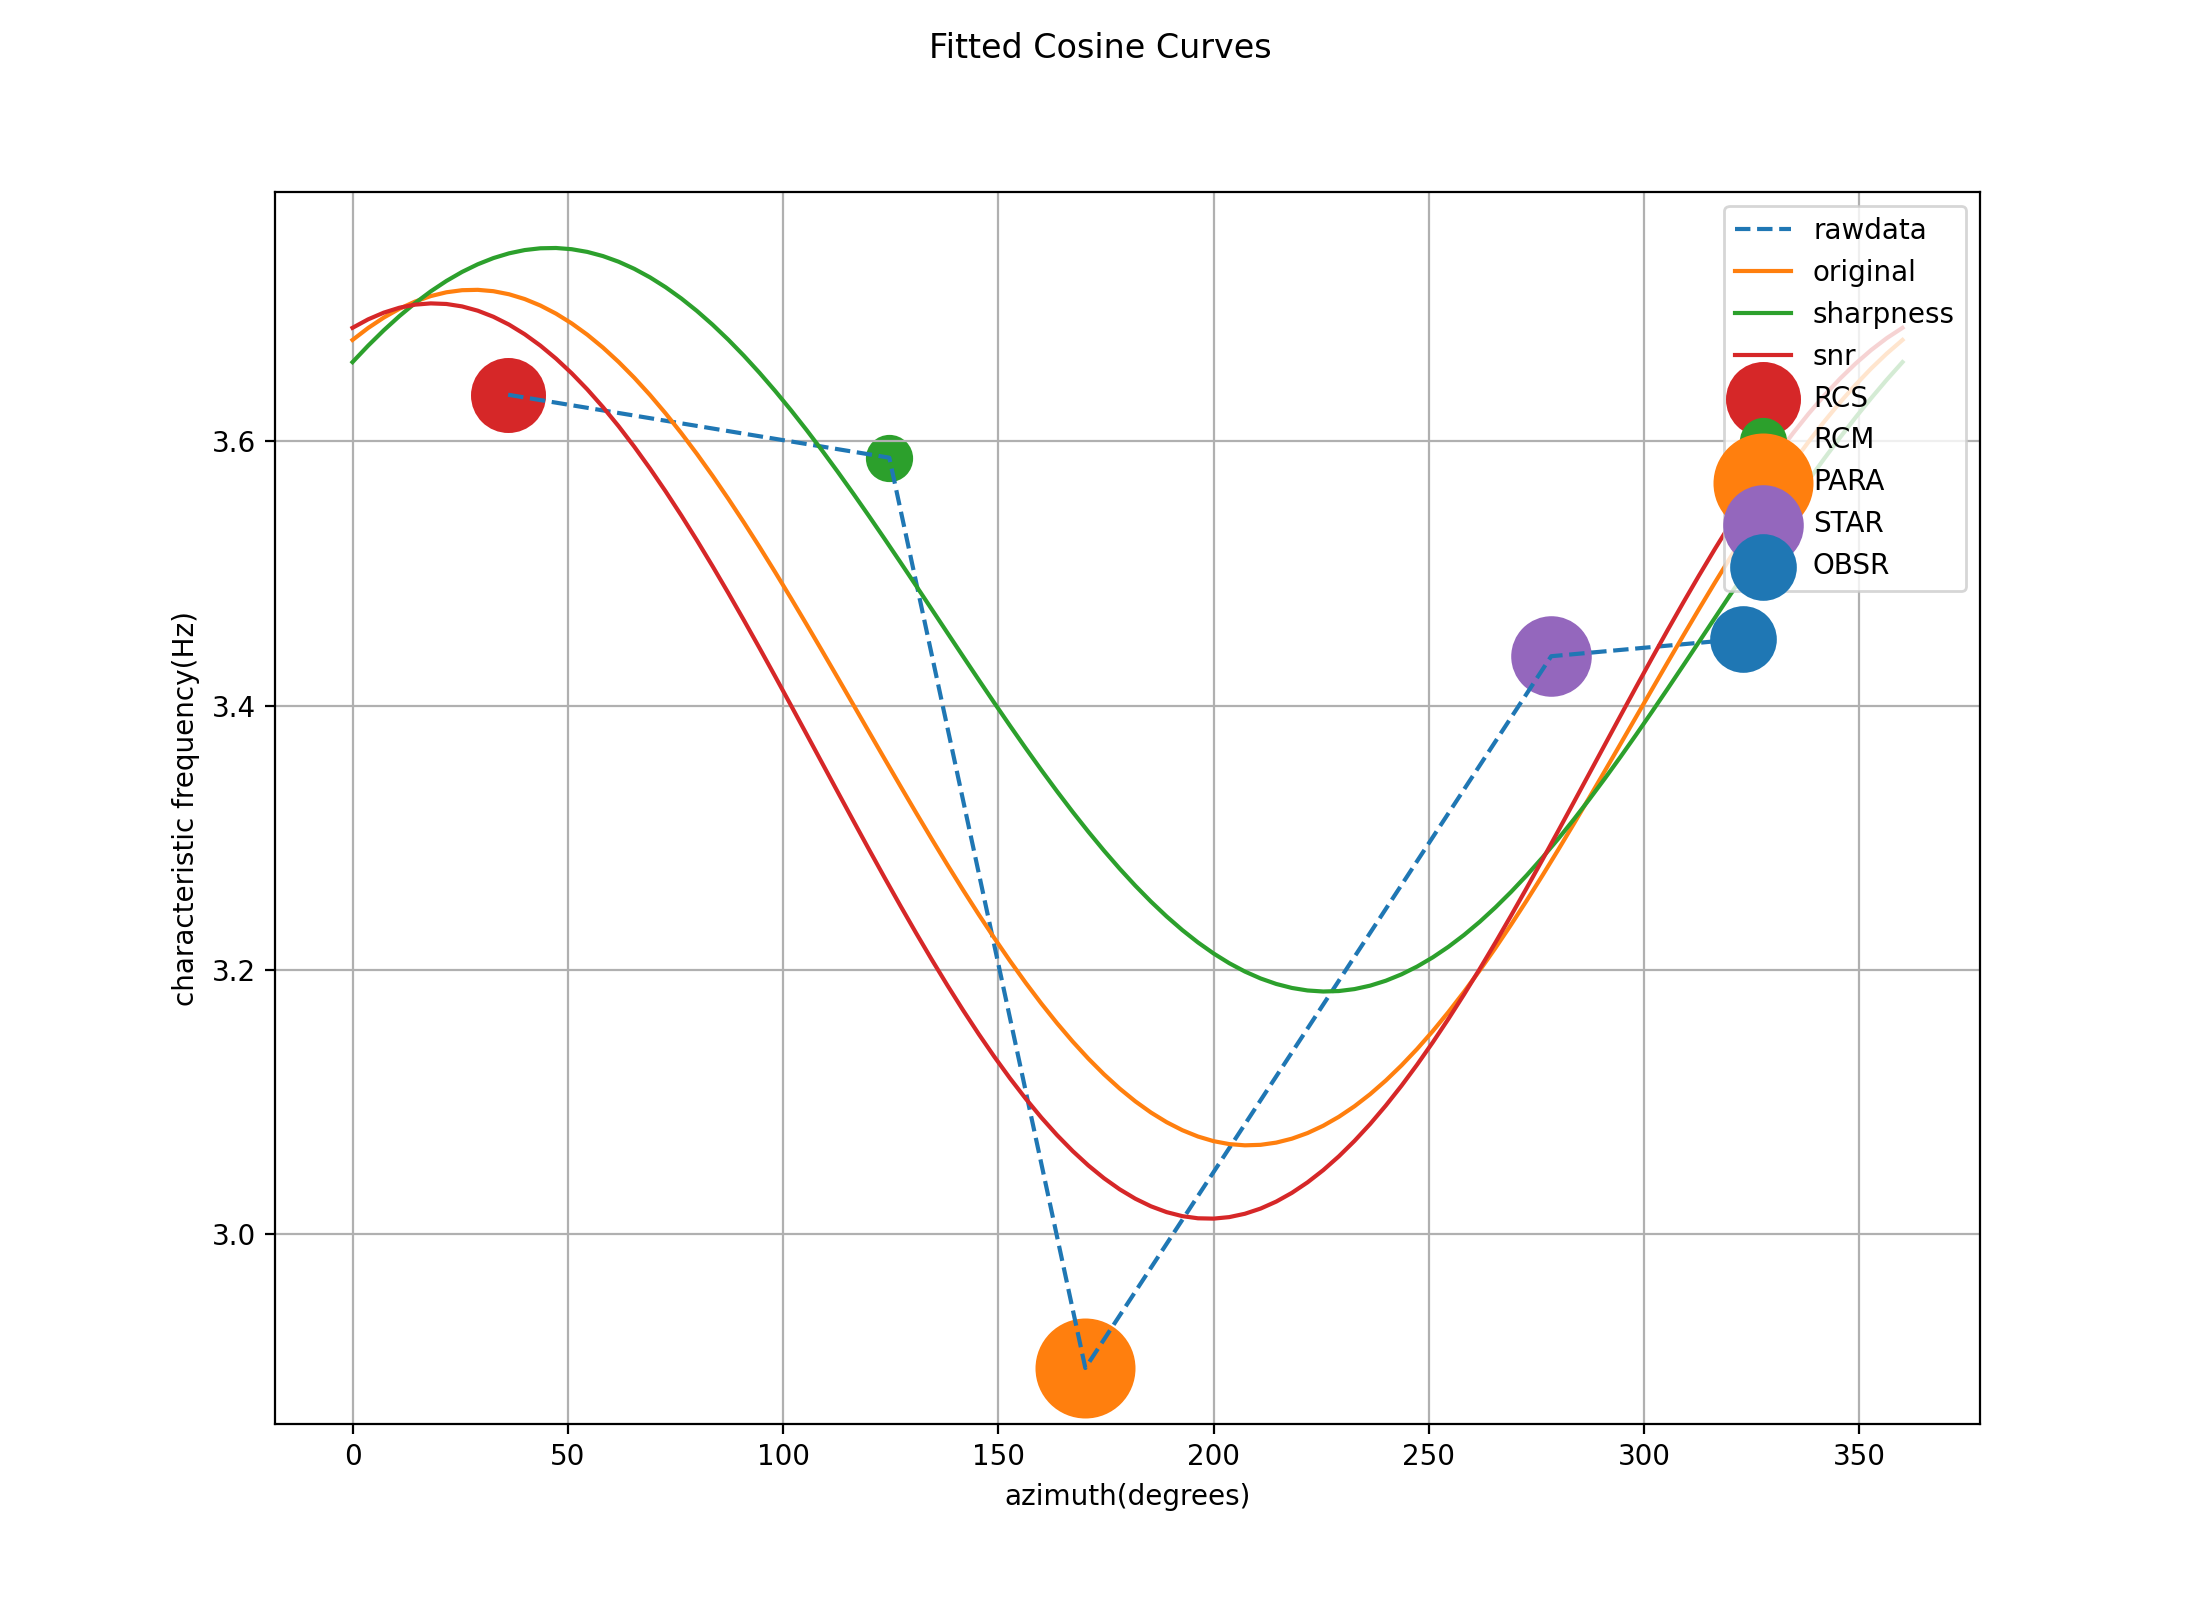 Fitted Cosine Curves
rawdata
original
sharpness
snr
RCS
RCM
PARA
STAR
OBSR
characteristic frequency(Hz)
3.6
3.4
3.2
3.0
0 50 100 150 200 250 300 350
azimuth(degrees)